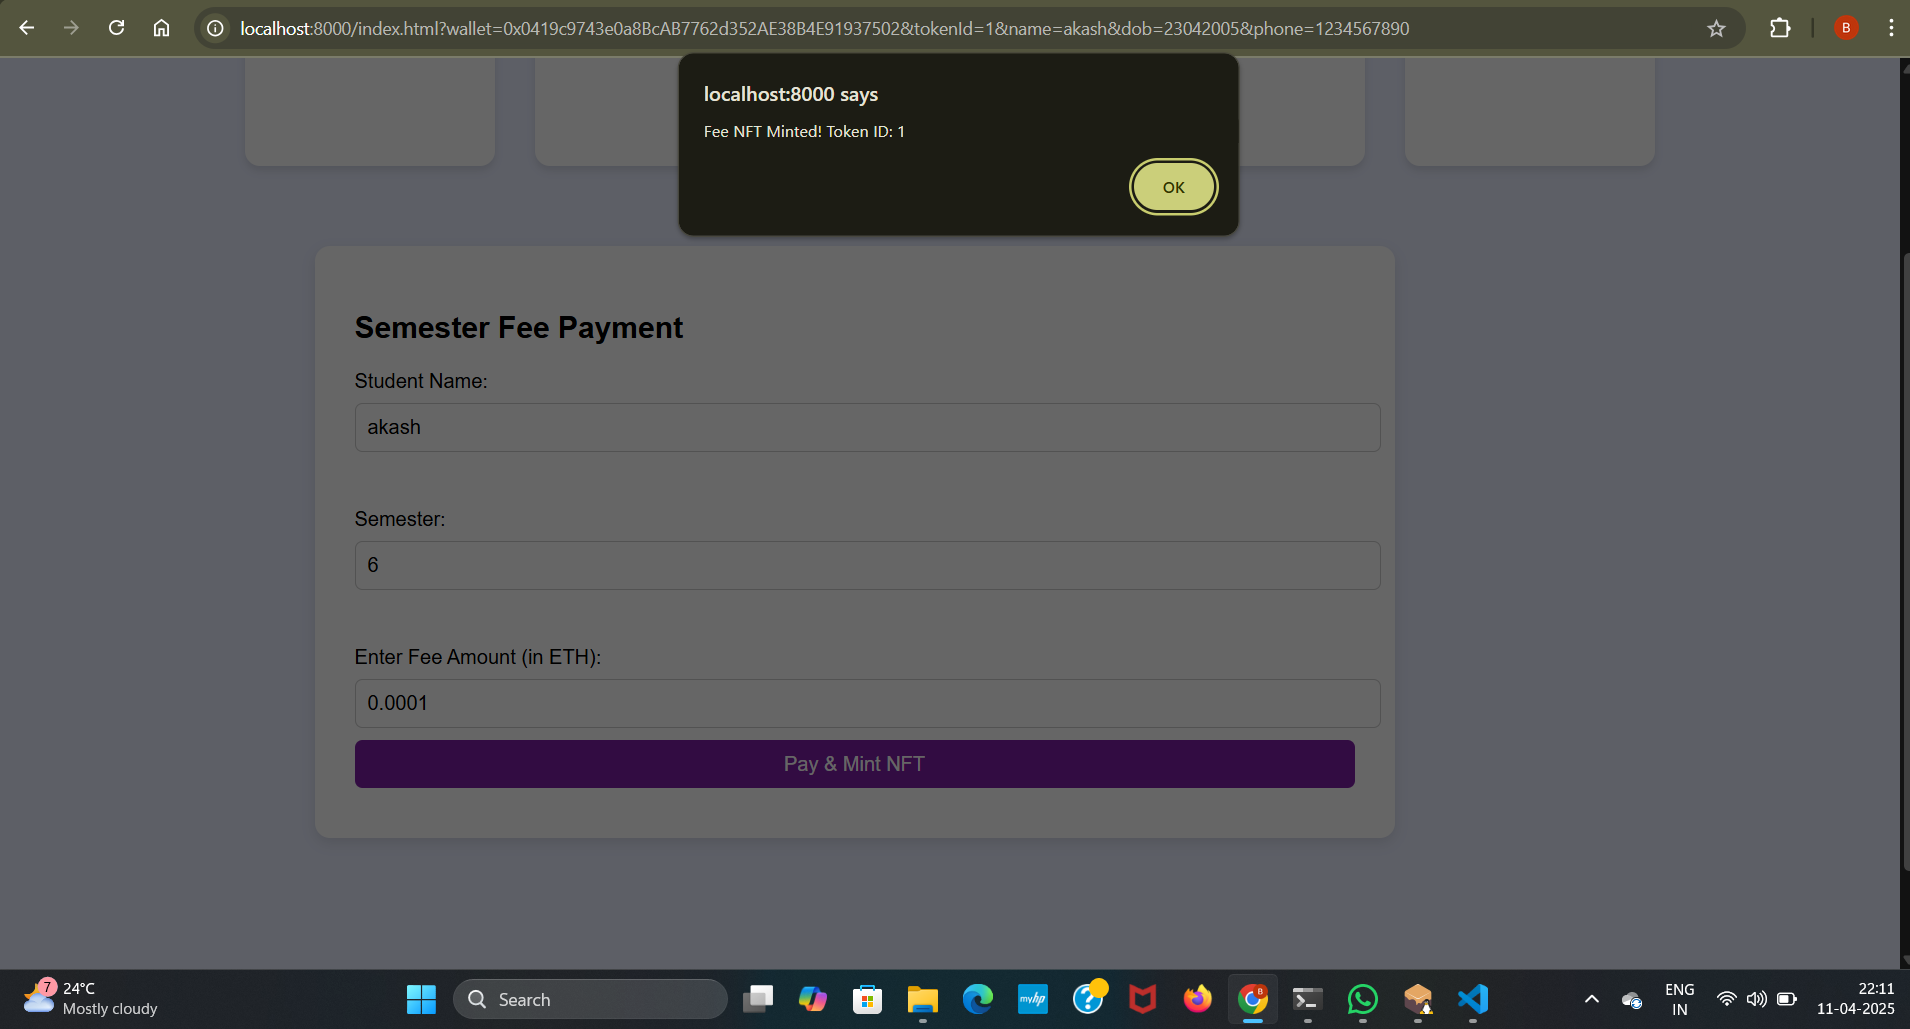 localhost:8000/index.html?wallet=0x0419c9743e0a8BcAB7762d352AE38B4E91937502&tokenId=1&name=akash&dob=23042005&phone=1234567890
B
localhost:8000 says
Fee NFT Minted! Token ID: 1
OK
Semester Fee Payment
Student Name:
akash
Semester:
6
Enter Fee Amount (in ETH):
0.0001
Pay & Mint NFT
7
24°C
Mostly cloudy
Search
myhp
?
B
ENG
IN
22:11
11-04-2025